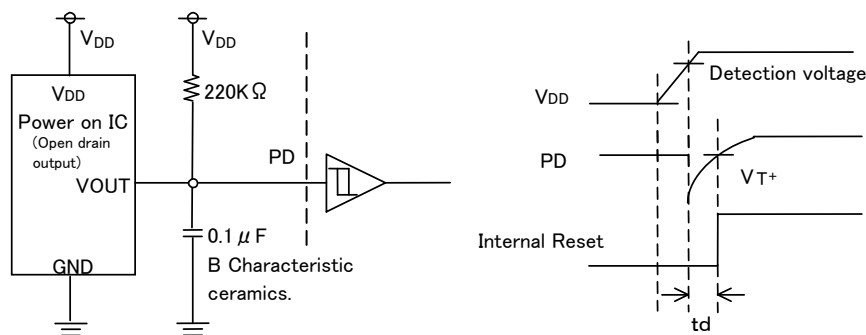 VDD
VDD
VDD
Power on IC
(Open drain
output)
VOUT
GND
220KΩ
PD
0.1μF
B Characteristic
ceramics.
Detection voltage
VDD
PD
VT+
Internal Reset
td